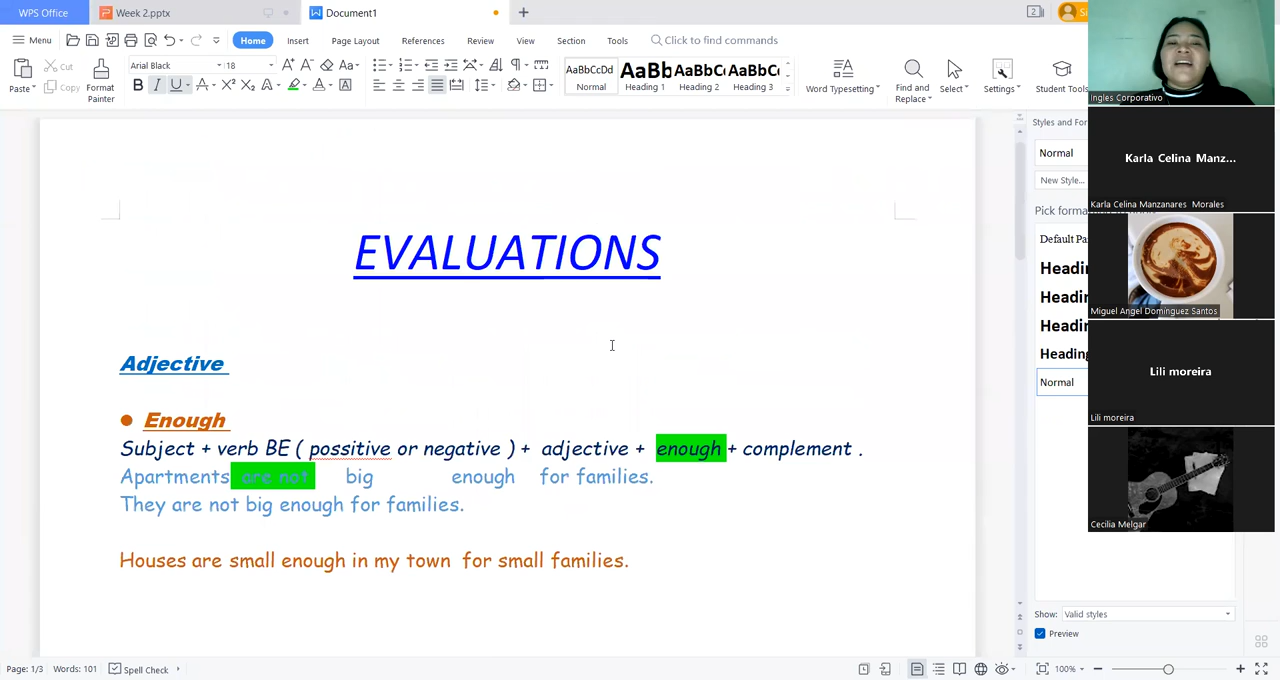 WPS Office
Week 2.pptx
Document1
2
Menu
Home
Insert
Page Layout
References
Review
View
Section
Tools
Click to find commands
Paste
Cut
Copy
Format
Painter
Arial Black
18
AaBbCcDd
Normal
AaBb
Heading 1
AaBbCc
Heading 2
AaBbCc
Heading 3
Word Typesetting
Find and
Replace
Select
Settings
Student Tools
EVALUATIONS
Adjective
Enough
Subject + verb BE ( possitive or negative ) + adjective + enough + complement .
Apartments are not big enough for families.
They are not big enough for families.
Houses are small enough in my town for small families.
Styles and For
Normal
New Style...
Pick form
Default Pa
Headin
Headin
Headin
Heading
Normal
Show:
Valid styles
Preview
Ingles Corporativo
Karla Celina Manz...
Karla Celina Manzanares Morales
Miguel Angel Dominguez Santos
Lili moreira
Lili moreira
Cecilia Melgar
Page: 1/3
Words: 101
Spell Check
100%